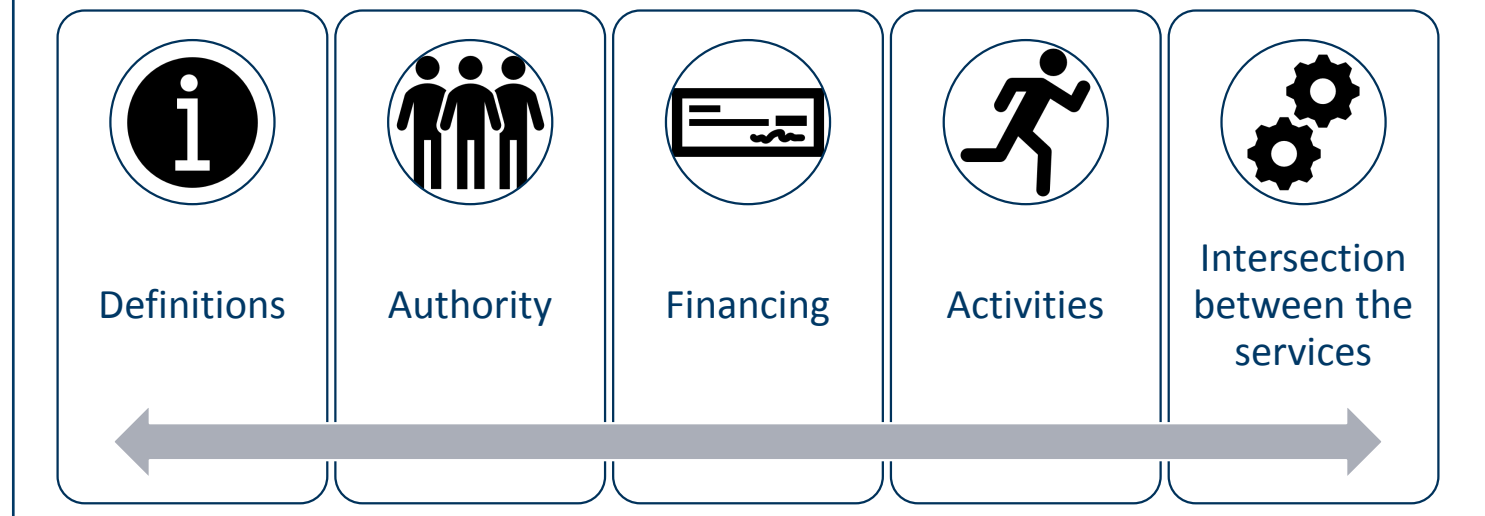 Definitions
Authority
Financing
Activities
Intersection
between the
services